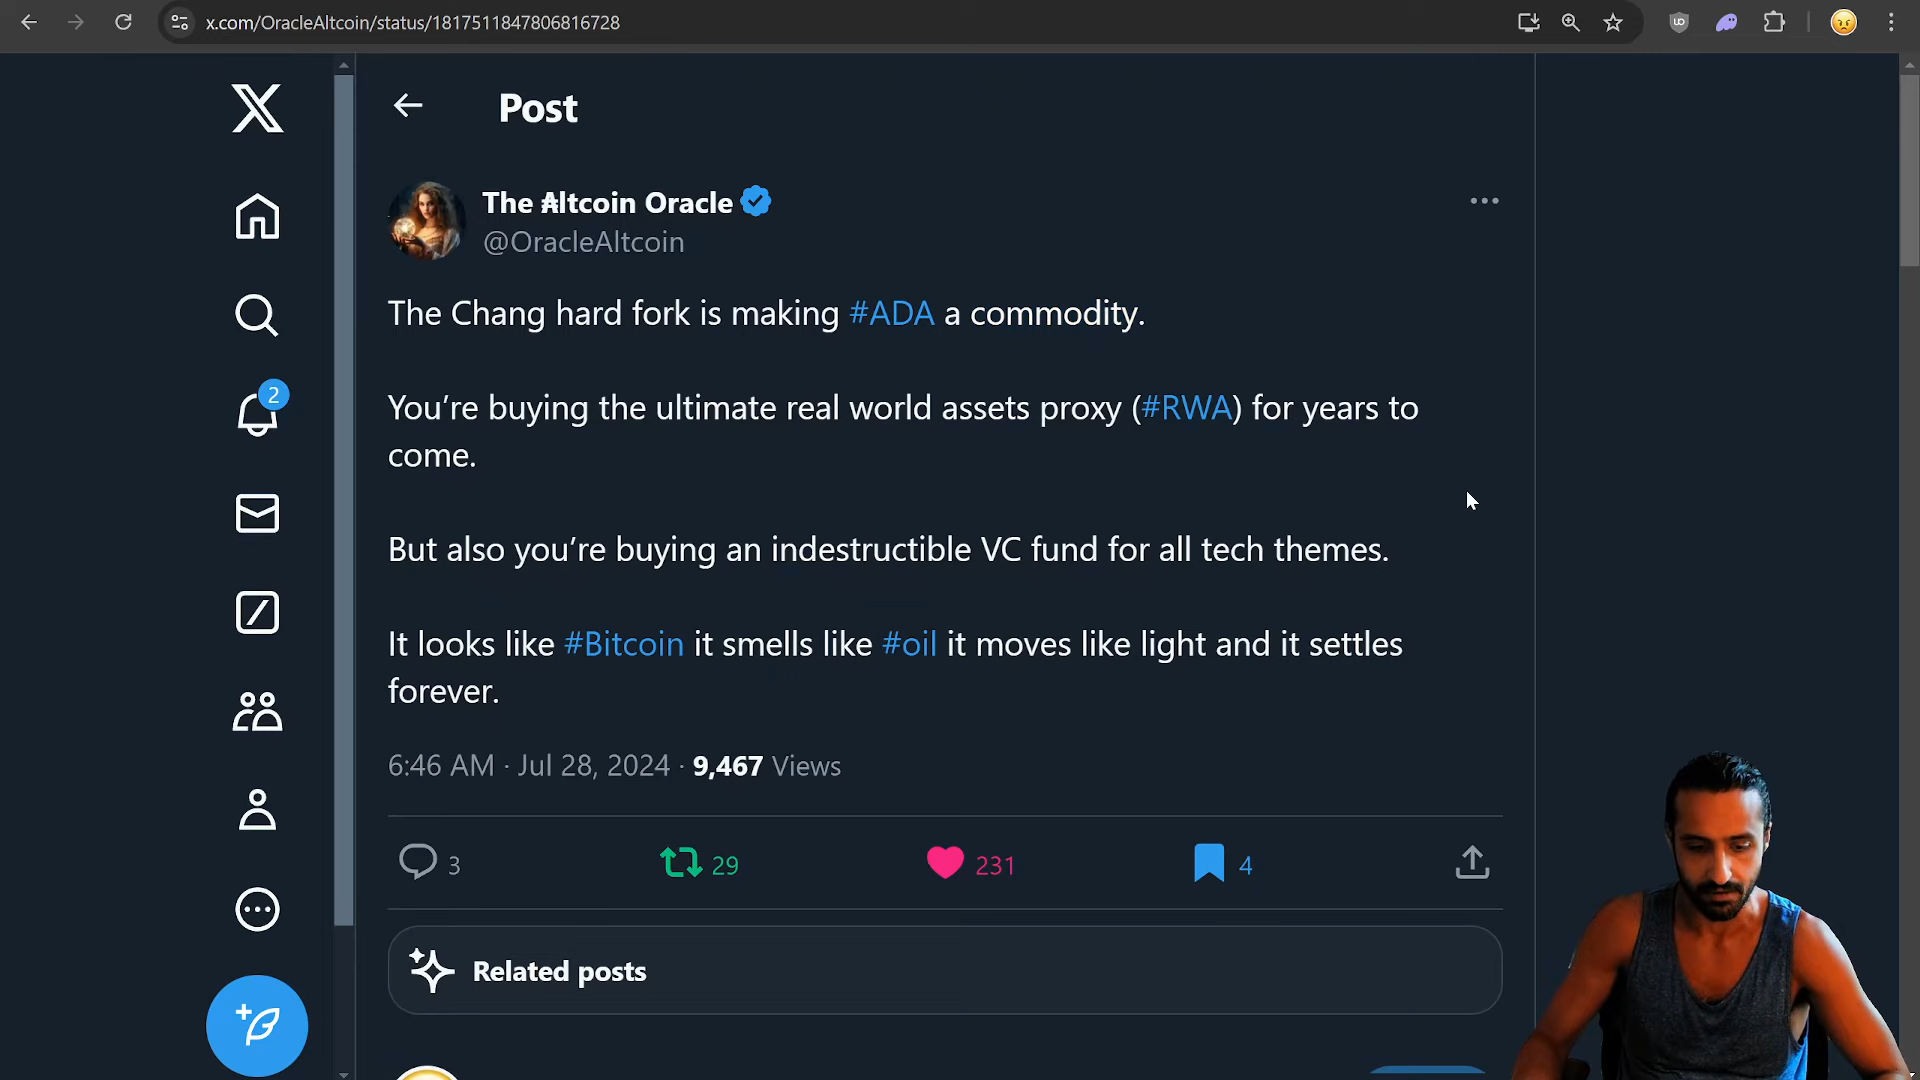 x.com/OracleAltcoin/status/1817511847806816728
Post
The ₳ltcoin Oracle
@OracleAltcoin
The Chang hard fork is making #ADA a commodity.
You’re buying the ultimate real world assets proxy (#RWA) for years to
come.
But also you’re buying an indestructible VC fund for all tech themes.
It looks like #Bitcoin it smells like #oil it moves like light and it settles
forever.
6:46 AM · Jul 28, 2024 · 9,467 Views
3 29 231 4
Related posts
2